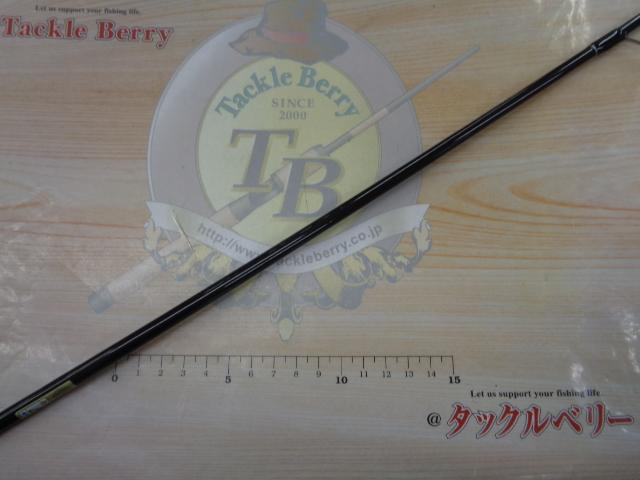 Let us support your fishing life.
Tackle Berry
Tackle Berry
SINCE
2000
TB
http://www. ackleberry.co.jp
0 1 2 3 4 5 6 7 8 9 10 11 12 13 14 15
Let us support your fishing life.
@ タックルベリー